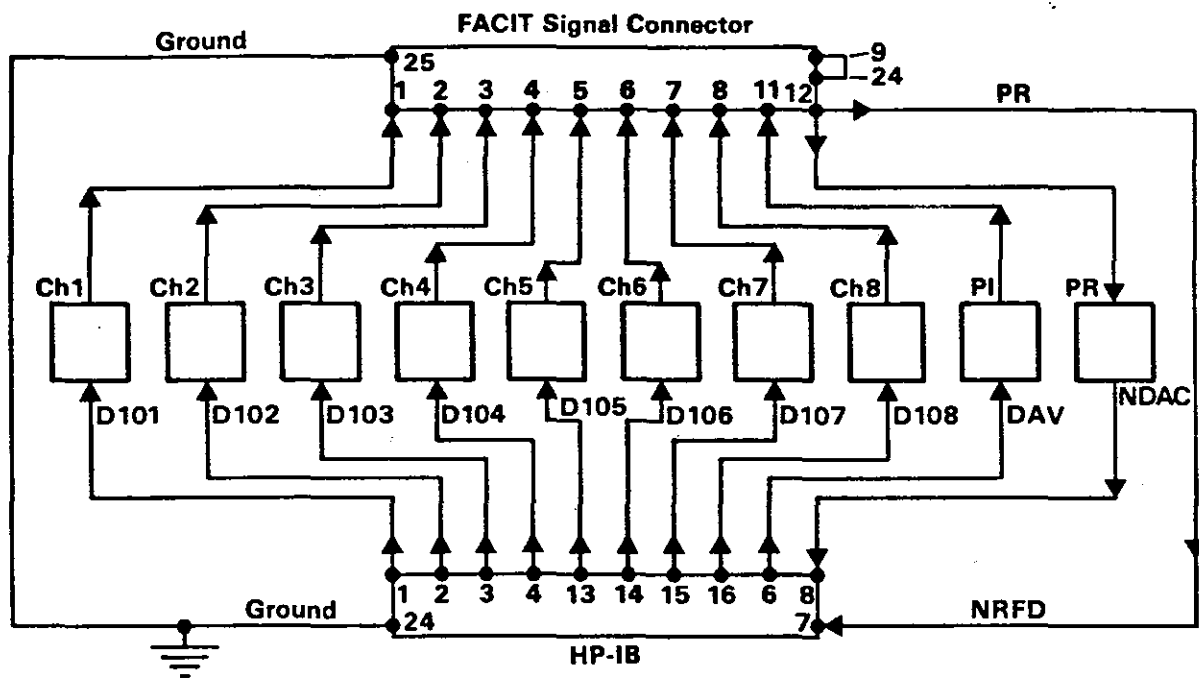 FACIT Signal Connector
Ground
25
9
24
1 2 3 4 5 6 7 8 11 12
PR
Ch1 Ch2 Ch3 Ch4 Ch5 Ch6 Ch7 Ch8 PI PR
D101 D102 D103 D104 D105 D106 D107 D108 DAV NDAC
1 2 3 4 13 14 15 16 6 8
Ground
24
7
NRFD
HP-IB